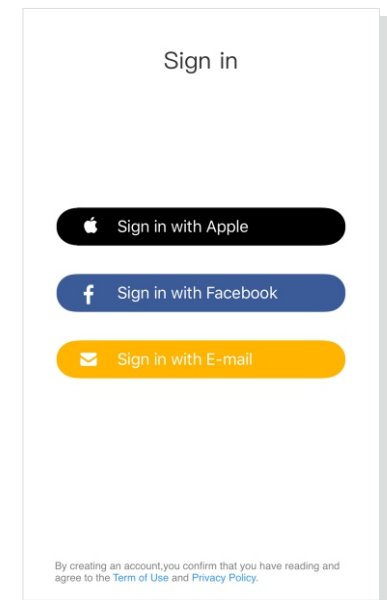 Sign in
Sign in with Apple
Sign in with Facebook
Sign in with E-mail
By creating an account,you confirm that you have reading and
agree to the Term of Use and Privacy Policy.